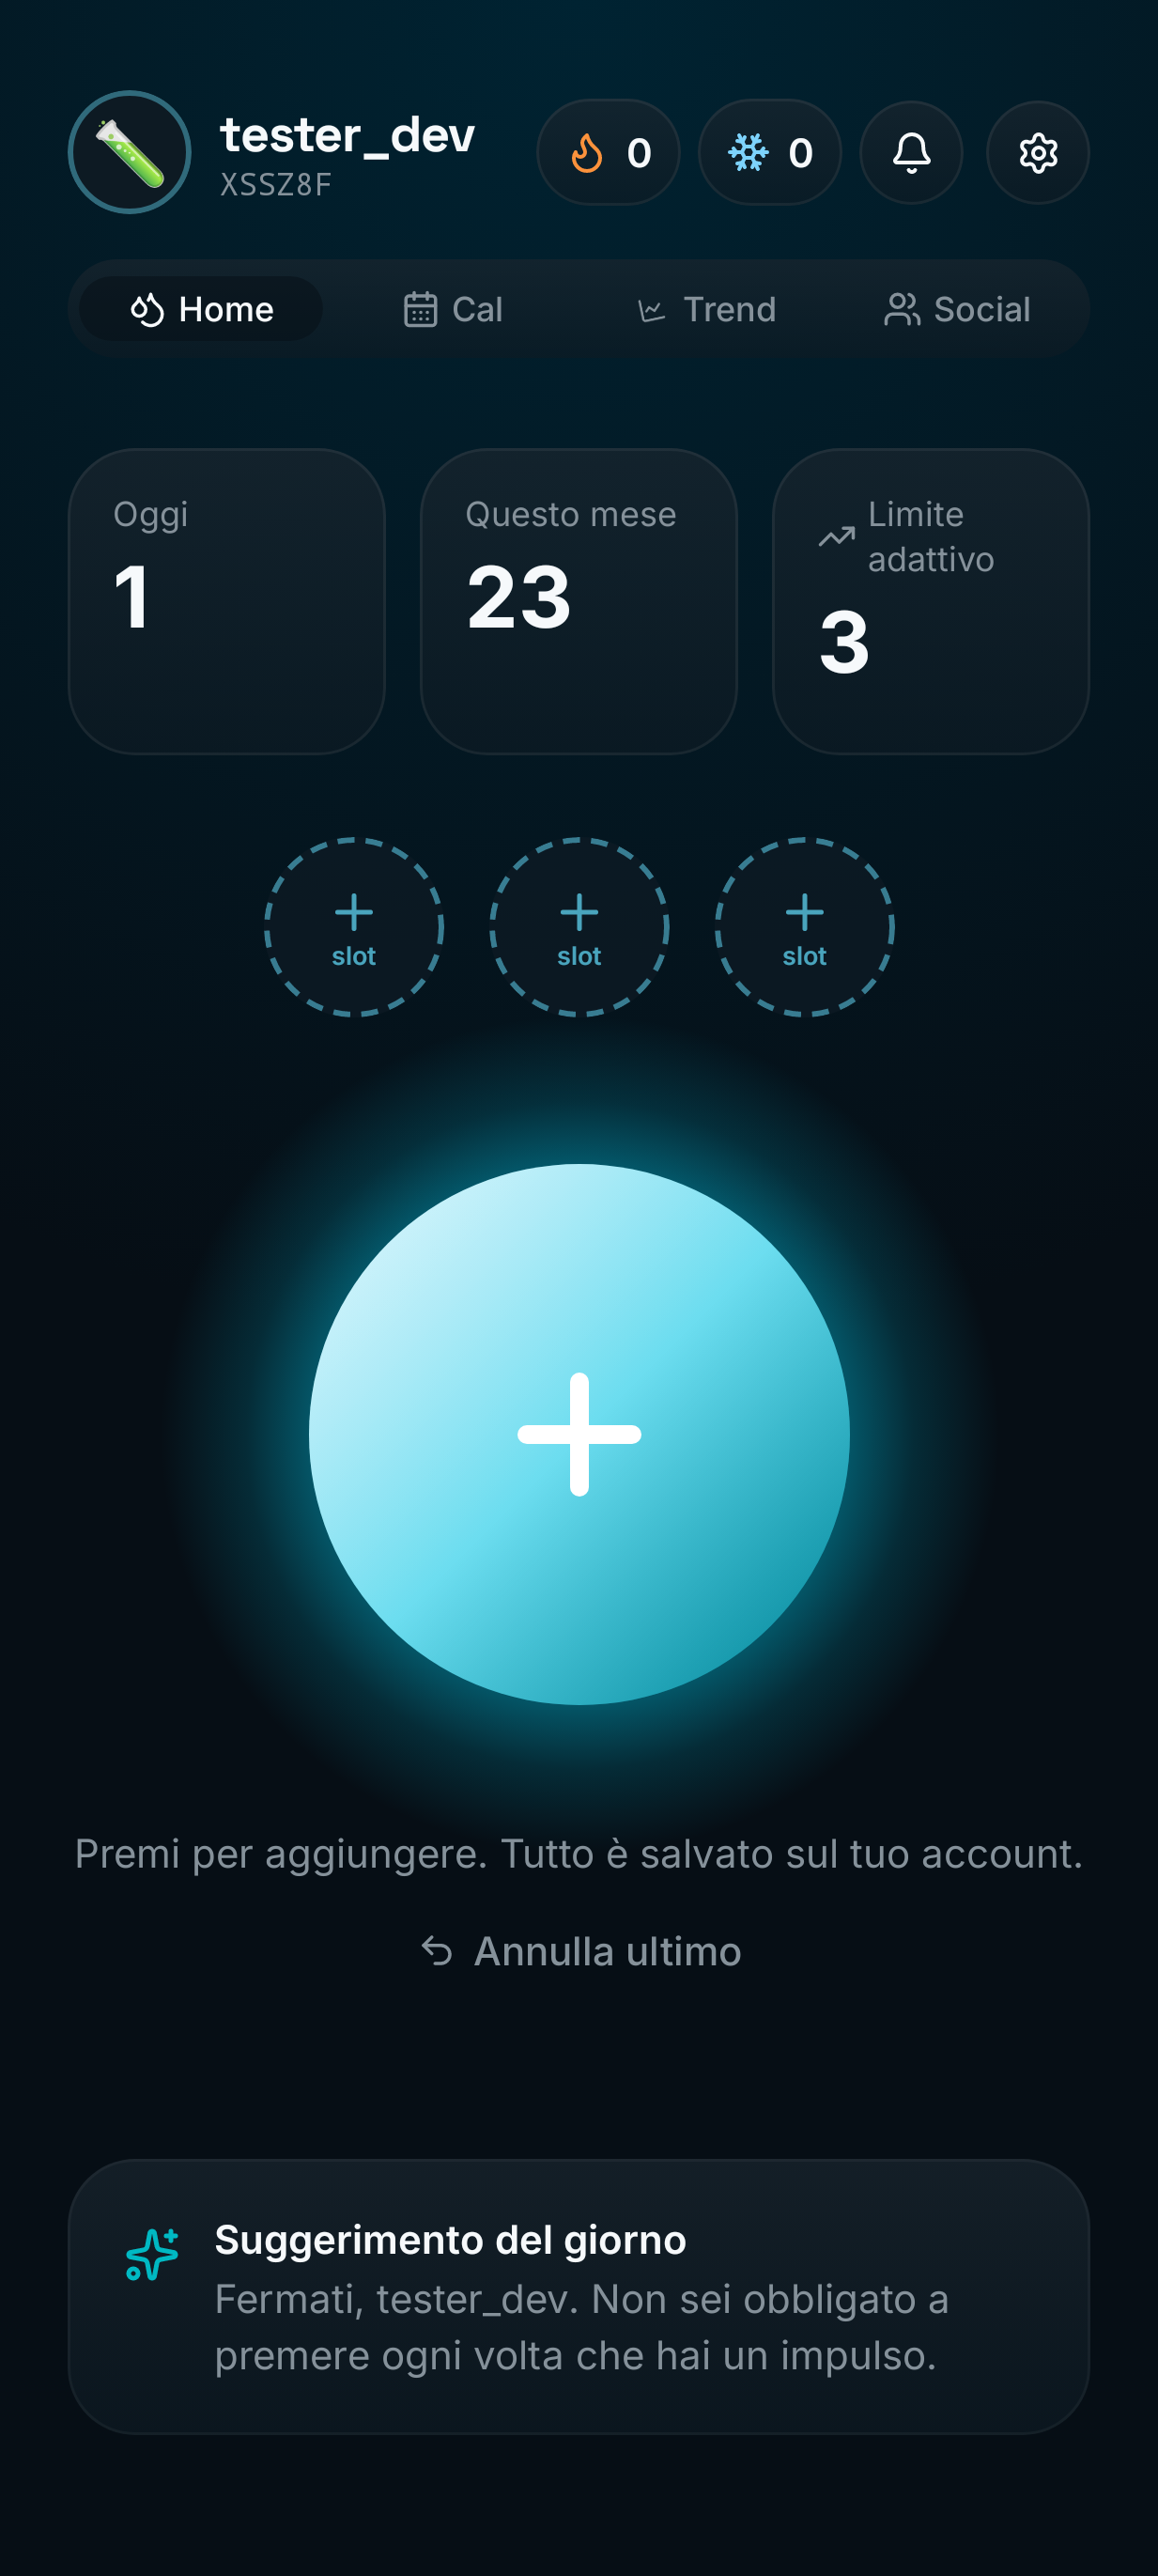 tester_dev
XSSZ8F
0
0
Home
Cal
Trend
Social
Oggi
1
Questo mese
23
Limite
adattivo
3
slot
slot
slot
Premi per aggiungere. Tutto è salvato sul tuo account.
Annulla ultimo
Suggerimento del giorno
Fermati, tester_dev. Non sei obbligato a
premere ogni volta che hai un impulso.